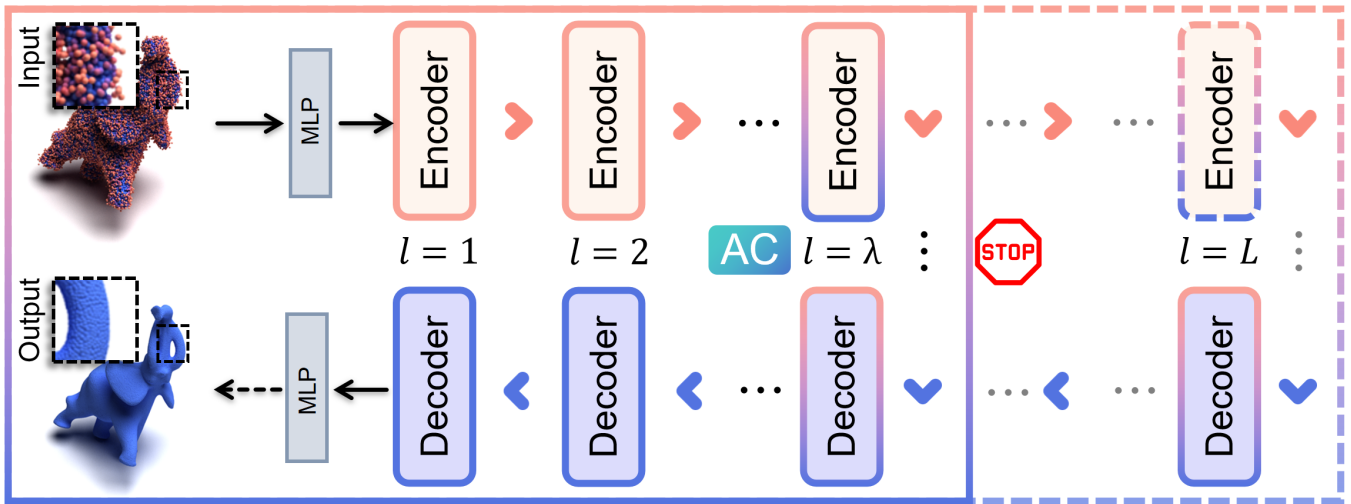 Input
MLP
Encoder
Encoder
...
Encoder
...
...
Encoder
l = 1
l = 2
AC
l = λ
STOP
l = L
Output
MLP
Decoder
Decoder
...
Decoder
...
...
Decoder